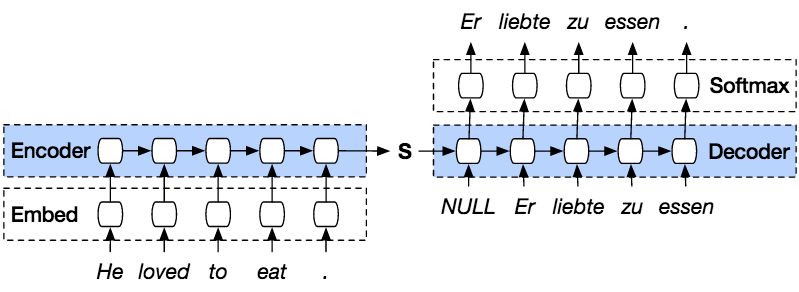 Er liebte zu essen .
Softmax
Encoder
S
Decoder
Embed
NULL Er liebte zu essen
He loved to eat .